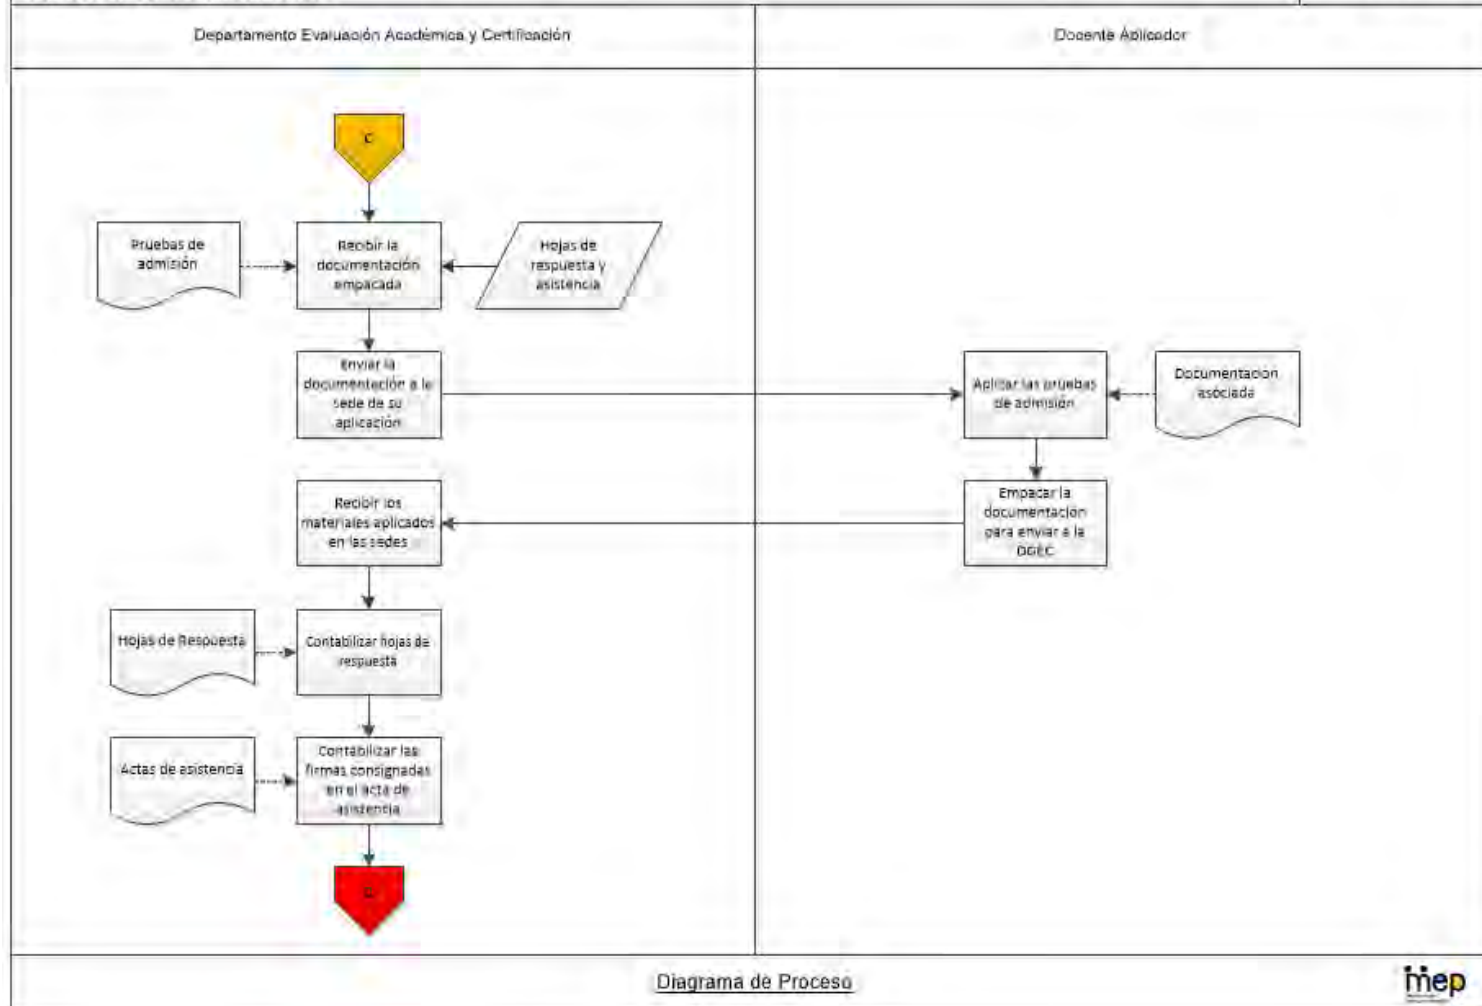 Departamento Evaluación Académica y Certificación
Docente Aplicador
C
Pruebas de
admisión
Recibir la
documentación
empacada
Hojas de
respuesta y
asistencia
Enviar la
documentación a la
sede de su
aplicación
Aplicar las pruebas
de admisión
Documentación
asociada
Recibir los
materiales aplicados
en las sedes
Empacar la
documentación
para enviar a la
DGEC
Hojas de Respuesta
Contabilizar hojas de
respuesta
Actas de asistencia
Contabilizar las
firmas consignadas
en el acta de
asistencia
Diagrama de Proceso
mep